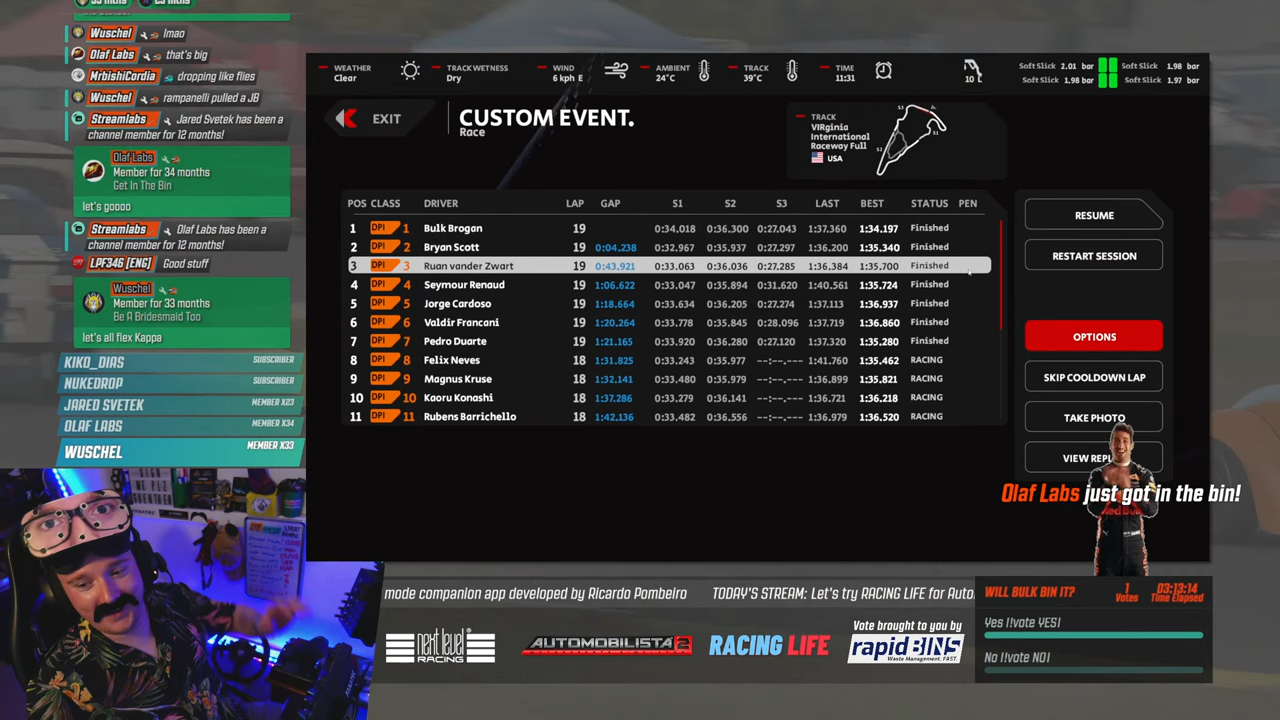 Wuschel lmao
Olaf Labs that's big
MrbishiCordia dropping like flies
Wuschel rampanelli pulled a JB
Streamlabs Jared Svetek has been a
channel member for 12 months!
Olaf Labs
Member for 34 months
Get In The Bin
let's goooo
Streamlabs Olaf Labs has been a
channel member for 12 months!
LPF346 [ENG] Good stuff
Wuschel
Member for 33 months
Be A Bridesmaid Too
let's all flex Kappa
KIKO_DIAS SUBSCRIBER
NUKEDROP SUBSCRIBER
JARED SVETEK MEMBER X23
OLAF LABS MEMBER X34
WUSCHEL MEMBER X33
WEATHER
Clear
TRACK WETNESS
Dry
WIND
6 kph E
AMBIENT
24°C
TRACK
39°C
TIME
11:31
10
Soft Slick 2.01 bar Soft Slick 1.98 bar
Soft Slick 1.98 bar Soft Slick 1.97 bar
EXIT
CUSTOM EVENT.
Race
TRACK
VIRginia
International
Raceway Full
USA
S3
S1
S2
POS CLASS DRIVER LAP GAP S1 S2 S3 LAST BEST STATUS PEN
1 DPI 1 Bulk Brogan 19 0:34.018 0:36.300 0:27.043 1:37.360 1:34.197 Finished
2 DPI 2 Bryan Scott 19 0:04.238 0:32.967 0:35.937 0:27.297 1:36.200 1:35.340 Finished
3 DPI 3 Ruan vander Zwart 19 0:43.921 0:33.063 0:36.036 0:27.285 1:36.384 1:35.700 Finished
4 DPI 4 Seymour Renaud 19 1:06.622 0:33.047 0:35.894 0:31.620 1:40.561 1:35.724 Finished
5 DPI 5 Jorge Cardoso 19 1:18.664 0:33.634 0:36.205 0:27.274 1:37.113 1:36.937 Finished
6 DPI 6 Valdir Francani 19 1:20.264 0:33.778 0:35.845 0:28.096 1:37.719 1:36.860 Finished
7 DPI 7 Pedro Duarte 19 1:21.165 0:33.920 0:36.280 0:27.120 1:37.320 1:35.280 Finished
8 DPI 8 Felix Neves 18 1:31.825 0:33.243 0:35.977 --:--.--- 1:41.760 1:35.462 RACING
9 DPI 9 Magnus Kruse 18 1:32.141 0:33.480 0:35.979 --:--.--- 1:36.899 1:35.821 RACING
10 DPI 10 Kaoru Konashi 18 1:37.286 0:33.279 0:36.141 --:--.--- 1:36.721 1:36.218 RACING
11 DPI 11 Rubens Barrichello 18 1:42.136 0:33.482 0:36.556 --:--.--- 1:36.979 1:36.520 RACING
RESUME
RESTART SESSION
OPTIONS
SKIP COOLDOWN LAP
TAKE PHOTO
VIEW REPL
Olaf Labs just got in the bin!
mode companion app developed by Ricardo Pombeiro TODAY'S STREAM: Let's try RACING LIFE for Auto
NEXT LEVEL
RACING
AUTOMOBILISTA 2
RACING LIFE
Vote brought to you by
rapidBINS
Waste Management. FAST.
WILL BULK BIN IT?
1
Votes
03:13:14
Time Elapsed
Yes !!vote YES!
No !!vote NO!